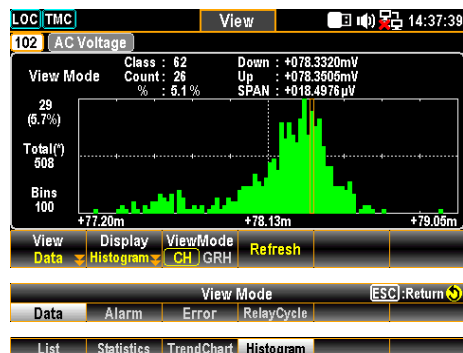 LOC TMC View 14:37:39
102 AC Voltage
Class : 62 Down : +078.3320mV
View Mode Count : 26 Up : +078.3505mV
% : 5.1% SPAN : +018.4976µV
29
(5.7%)
Total(*)
508
Bins
100
+77.20m +78.13m +79.05m
View Display ViewMode Refresh
Data Histogram CH GRH
View Mode ESC :Return
Data Alarm Error RelayCycle
List Statistics TrendChart Histogram